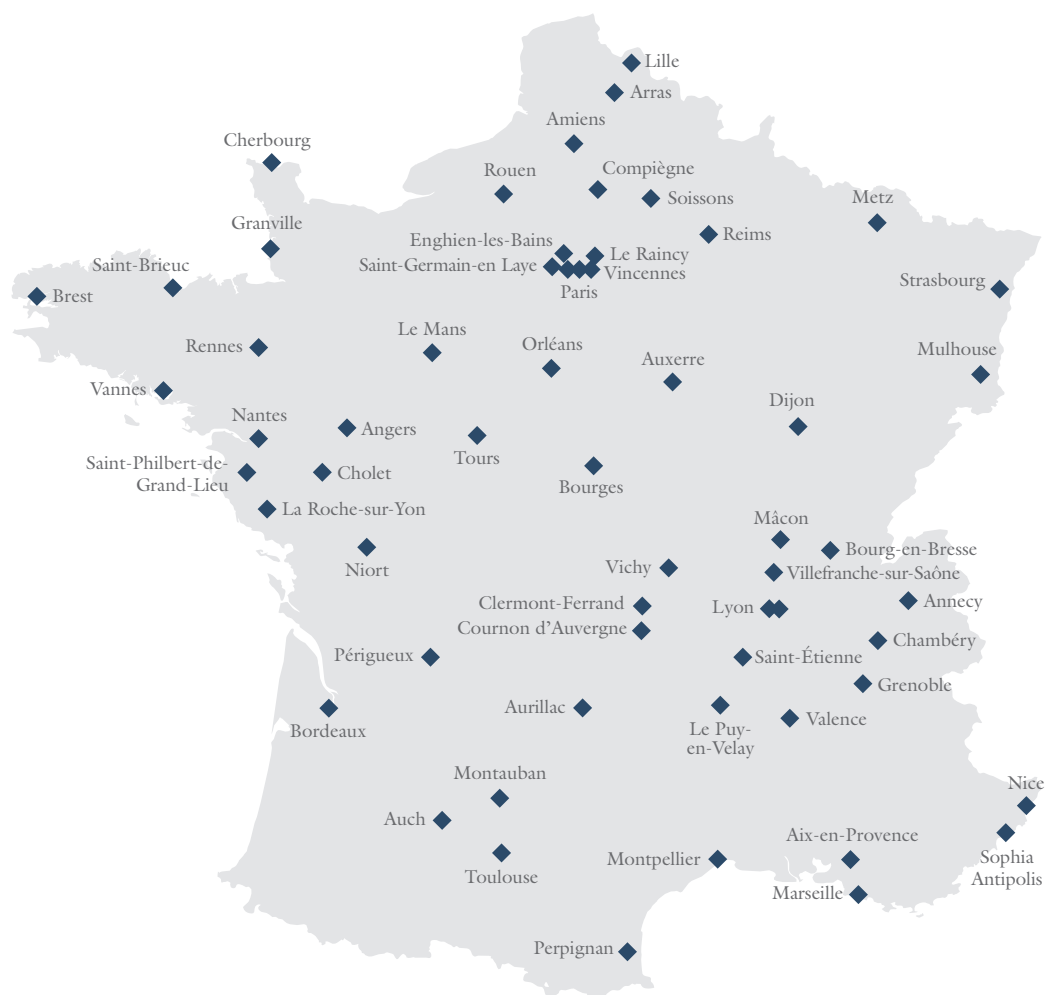 Lille
Arras
Amiens
Cherbourg
Rouen
Compiègne
Soissons
Metz
Granville
Reims
Enghien-les-Bains
Le Raincy
Saint-Germain-en Laye
Vincennes
Saint-Brieuc
Paris
Brest
Strasbourg
Le Mans
Orléans
Rennes
Auxerre
Mulhouse
Vannes
Dijon
Nantes
Angers
Tours
Saint-Philbert-de-
Grand-Lieu
Cholet
Bourges
La Roche-sur-Yon
Mâcon
Bourg-en-Bresse
Niort
Vichy
Villefranche-sur-Saône
Clermont-Ferrand
Lyon
Annecy
Cournon d’Auvergne
Chambéry
Périgueux
Saint-Étienne
Grenoble
Aurillac
Valence
Bordeaux
Le Puy-
en-Velay
Montauban
Nice
Auch
Aix-en-Provence
Montpellier
Sophia
Antipolis
Toulouse
Marseille
Perpignan